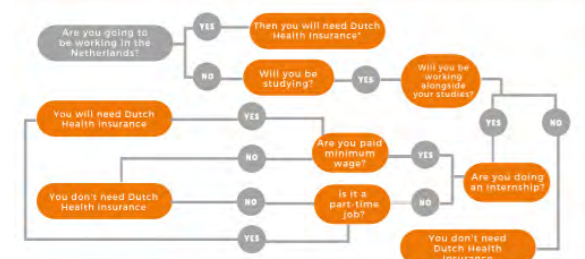 Are you going to
be working in the
Netherlands?
YES
Then you will need Dutch
Health Insurance*
NO
Will you be
studying?
YES
Will you be
working
alongside
your studies?
YES
NO
You will need Dutch
Health Insurance
YES
Are you paid
minimum
wage?
NO
YES
Are you doing
an internship?
You don't need Dutch
Health Insurance
NO
is it a
part-time
job?
NO
YES
You don't need
Dutch Health
Insurance